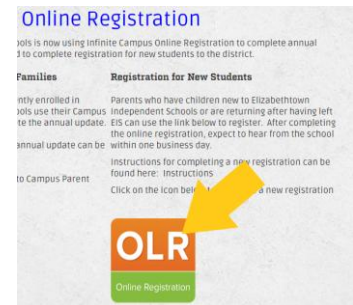 Online Registration
ools is now using Infinite Campus Online Registration to complete annual
d to complete registration for new students to the district.
Families
ently enrolled in
ools use their Campus
te the annual update.
annual update can be
to Campus Parent
Registration for New Students
Parents who have children new to Elizabethtown
Independent Schools or are returning after having left
EIS can use the link below to register. After completing
the online registration, expect to hear from the school
within one business day.
Instructions for completing a new registration can be
found here: Instructions
Click on the icon bel a new registration
OLR
Online Registration